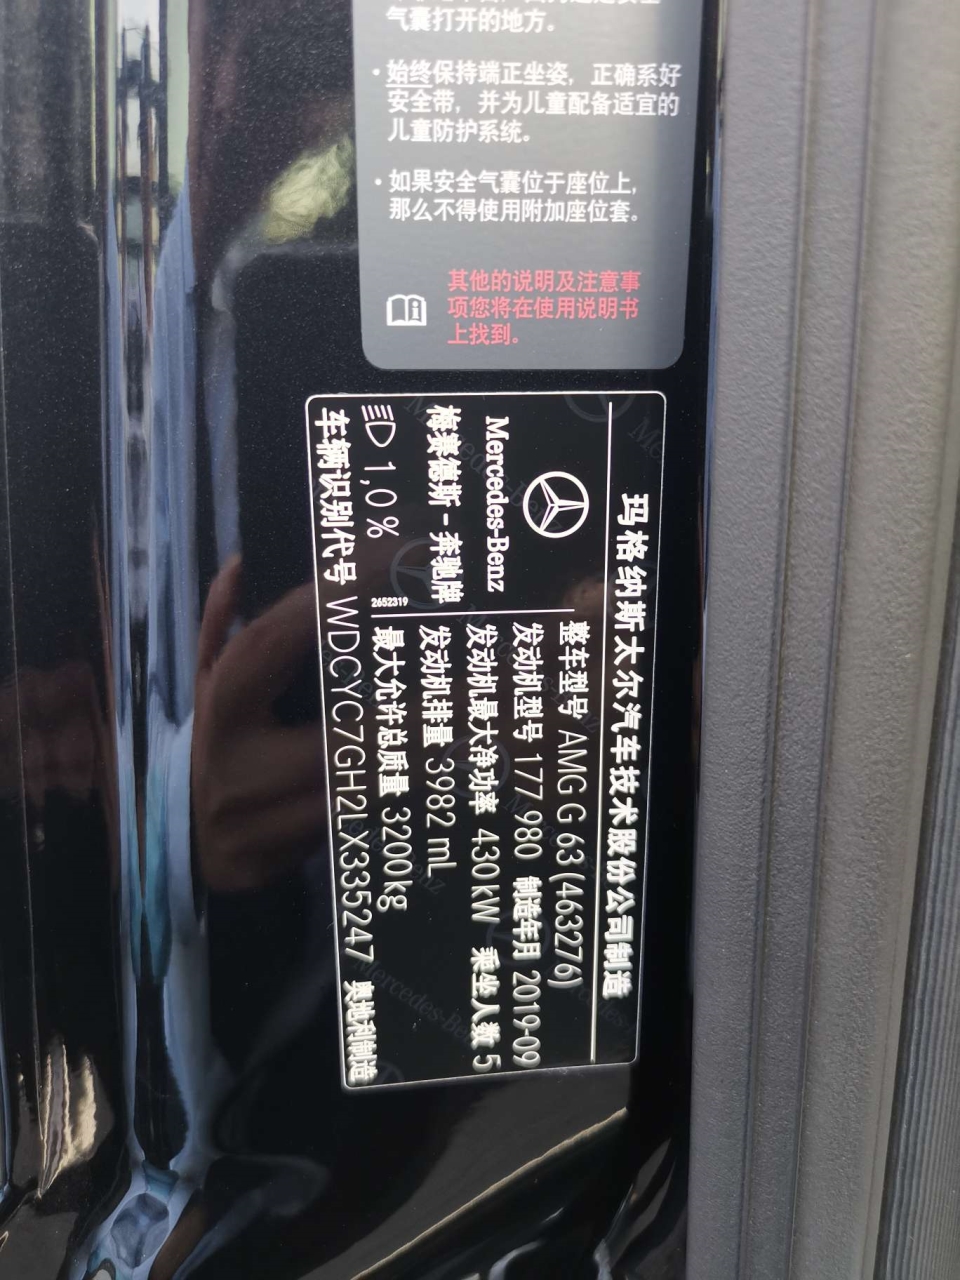 气囊打开的地方。
• 始终保持端正坐姿，正确系好
安全带，并为儿童配备适宜的
儿童防护系统。
• 如果安全气囊位于座位上，
那么不得使用附加座位套。
其他的说明及注意事
项您将在使用说明书
上找到。
玛格纳斯太尔汽车技术股份公司制造
Mercedes-Benz
梅赛德斯-奔驰牌
1,0%
2652319
整车型号 AMG G 63(463276)
发动机型号 177 980 制造年月 2019-09
发动机最大净功率 430kW 乘坐人数 5
发动机排量 3982 mL
最大允许总质量 3200kg
车辆识别代号 WDCYC7GH2LX335247 奥地利制造